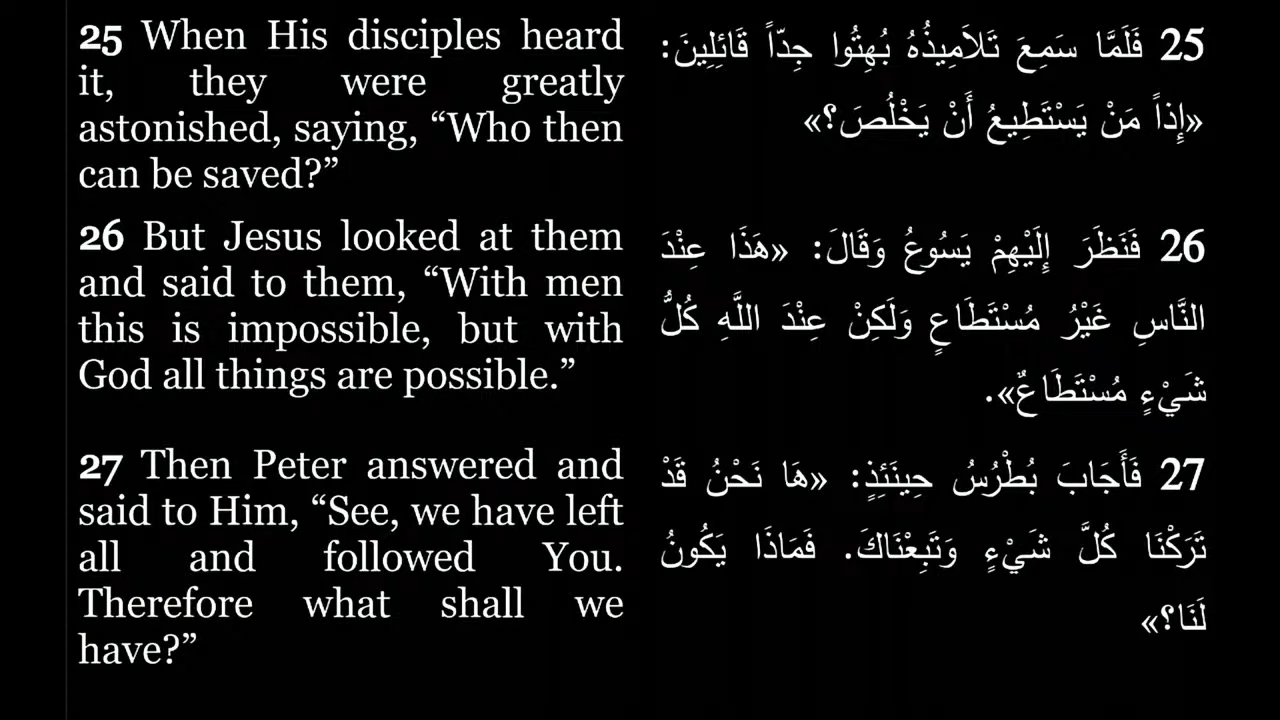 25 When His disciples heard
it, they were greatly
astonished, saying, “Who then
can be saved?”
26 But Jesus looked at them
and said to them, “With men
this is impossible, but with
God all things are possible.”
27 Then Peter answered and
said to Him, “See, we have left
all and followed You.
Therefore what shall we
have?”
25 فَلَمَّا سَمِعَ تَلاَمِيذُهُ بُهِتُوا جِدّاً قَائِلِينَ:
«إِذاً مَنْ يَسْتَطِيعُ أَنْ يَخْلُصَ؟»
26 فَنَظَرَ إِلَيْهِمْ يَسُوعُ وَقَالَ: «هَذَا عِنْدَ
النَّاسِ غَيْرُ مُسْتَطَاعٍ وَلَكِنْ عِنْدَ اللَّهِ كُلُّ
شَيْءٍ مُسْتَطَاعٌ».
27 فَأَجَابَ بُطْرُسُ حِينَئِذٍ: «هَا نَحْنُ قَدْ
تَرَكْنَا كُلَّ شَيْءٍ وَتَبِعْنَاكَ. فَمَاذَا يَكُونُ
لَنَا؟»